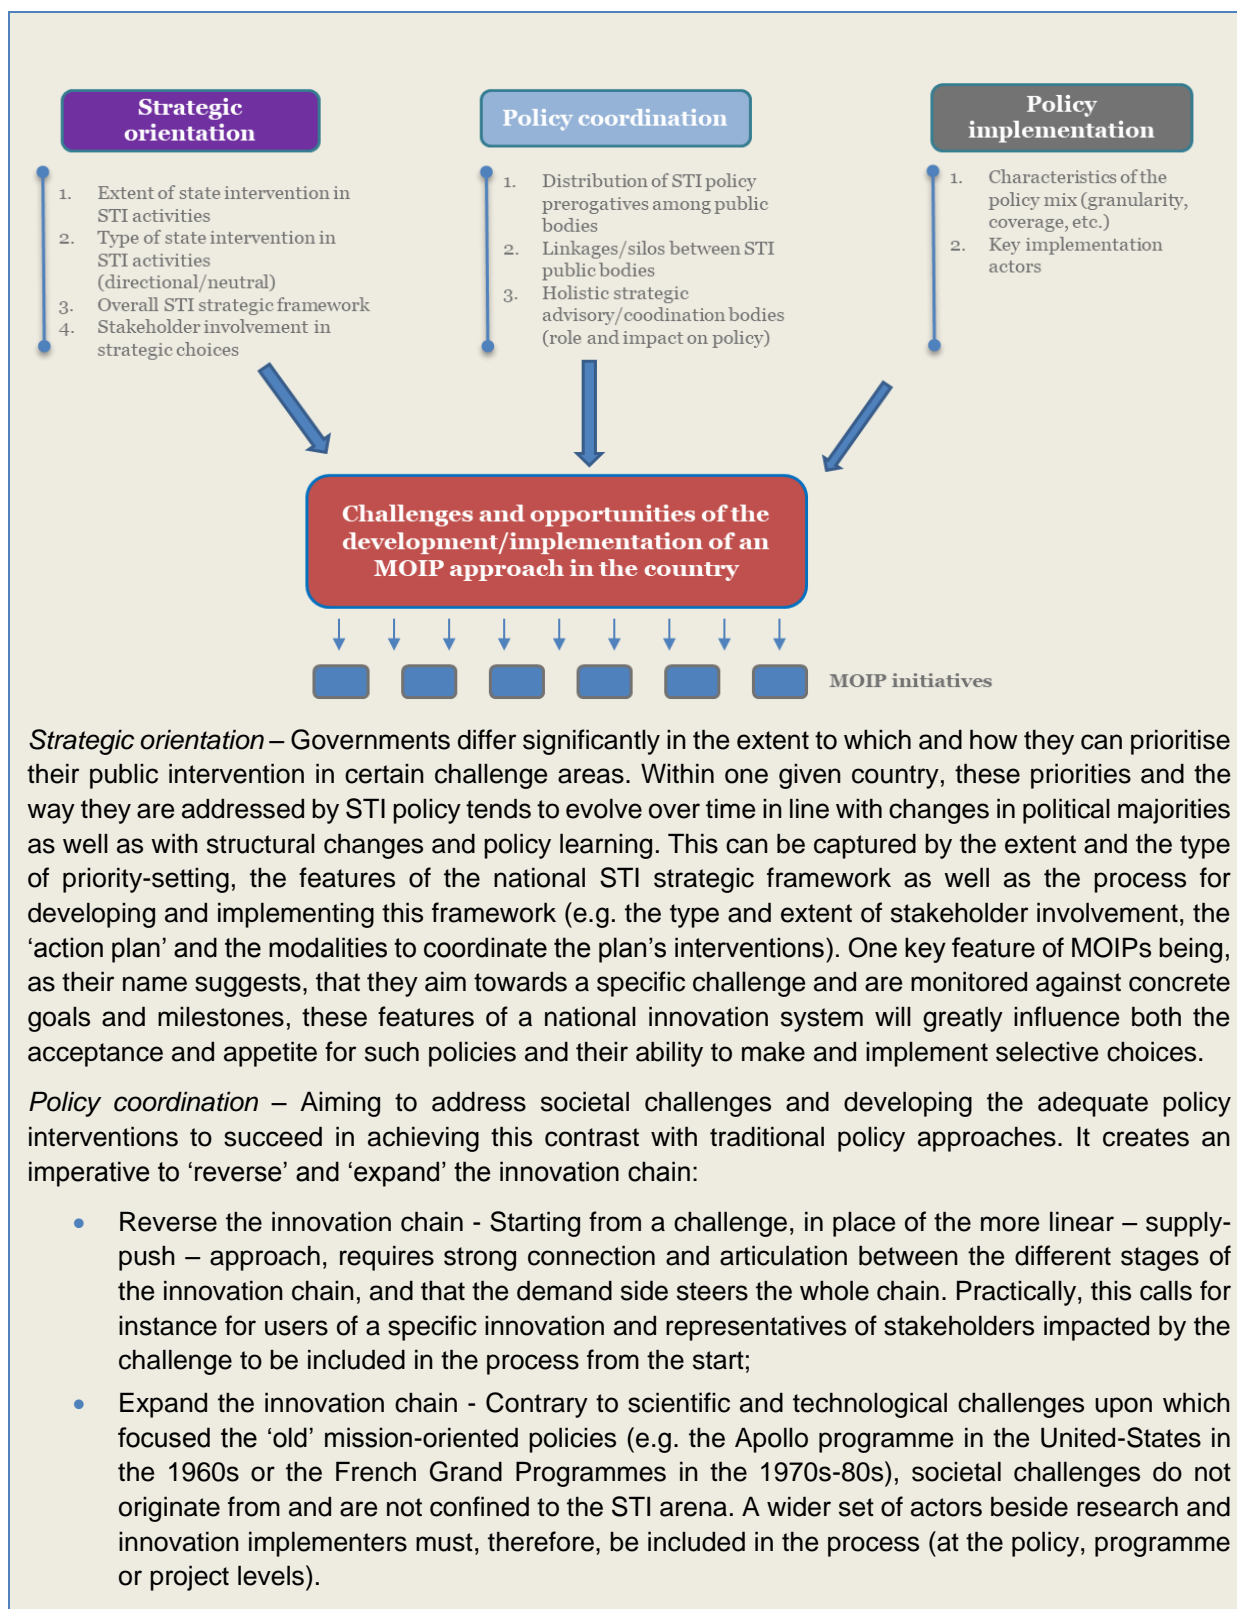 Strategic
orientation
1. Extent of state intervention in
STI activities
2. Type of state intervention in
STI activities
(directional/neutral)
3. Overall STI strategic framework
4. Stakeholder involvement in
strategic choices
Policy coordination
1. Distribution of STI policy
prerogatives among public
bodies
2. Linkages/silos between STI
public bodies
3. Holistic strategic
advisory/coodination bodies
(role and impact on policy)
Policy
implementation
1. Characteristics of the
policy mix (granularity,
coverage, etc.)
2. Key implementation
actors
Challenges and opportunities of the
development/implementation of an
MOIP approach in the country
MOIP initiatives
Strategic orientation – Governments differ significantly in the extent to which and how they can prioritise
their public intervention in certain challenge areas. Within one given country, these priorities and the
way they are addressed by STI policy tends to evolve over time in line with changes in political majorities
as well as with structural changes and policy learning. This can be captured by the extent and the type
of priority-setting, the features of the national STI strategic framework as well as the process for
developing and implementing this framework (e.g. the type and extent of stakeholder involvement, the
‘action plan’ and the modalities to coordinate the plan’s interventions). One key feature of MOIPs being,
as their name suggests, that they aim towards a specific challenge and are monitored against concrete
goals and milestones, these features of a national innovation system will greatly influence both the
acceptance and appetite for such policies and their ability to make and implement selective choices.
Policy coordination – Aiming to address societal challenges and developing the adequate policy
interventions to succeed in achieving this contrast with traditional policy approaches. It creates an
imperative to ‘reverse’ and ‘expand’ the innovation chain:
• Reverse the innovation chain - Starting from a challenge, in place of the more linear – supply-
push – approach, requires strong connection and articulation between the different stages of
the innovation chain, and that the demand side steers the whole chain. Practically, this calls for
instance for users of a specific innovation and representatives of stakeholders impacted by the
challenge to be included in the process from the start;
• Expand the innovation chain - Contrary to scientific and technological challenges upon which
focused the ‘old’ mission-oriented policies (e.g. the Apollo programme in the United-States in
the 1960s or the French Grand Programmes in the 1970s-80s), societal challenges do not
originate from and are not confined to the STI arena. A wider set of actors beside research and
innovation implementers must, therefore, be included in the process (at the policy, programme
or project levels).